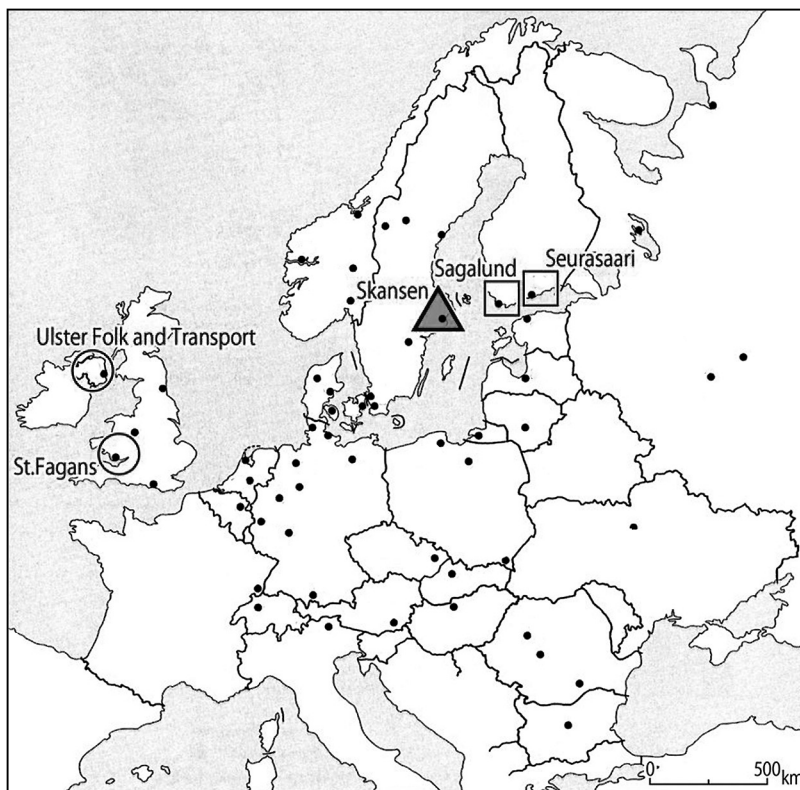 Seurasaari
Sagalund
Skansen
Ulster Folk and Transport
St.Fagans
0
500km